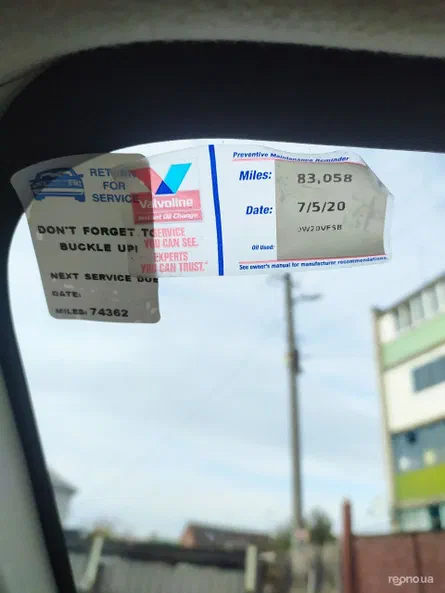 RETURN
FOR
SERVICE
DON'T FORGET TO
BUCKLE UP!
NEXT SERVICE DUE
DATE:
MILES: 74362
Valvoline
Instant Oil Change
SERVICE
YOU CAN SEE.
EXPERTS
YOU CAN TRUST.
Preventive Maintenance Reminder
Miles: 83,058
Date: 7/5/20
0W20VFSB
Oil Used:
See owner's manual for manufacturer recommendations.
repno.ua